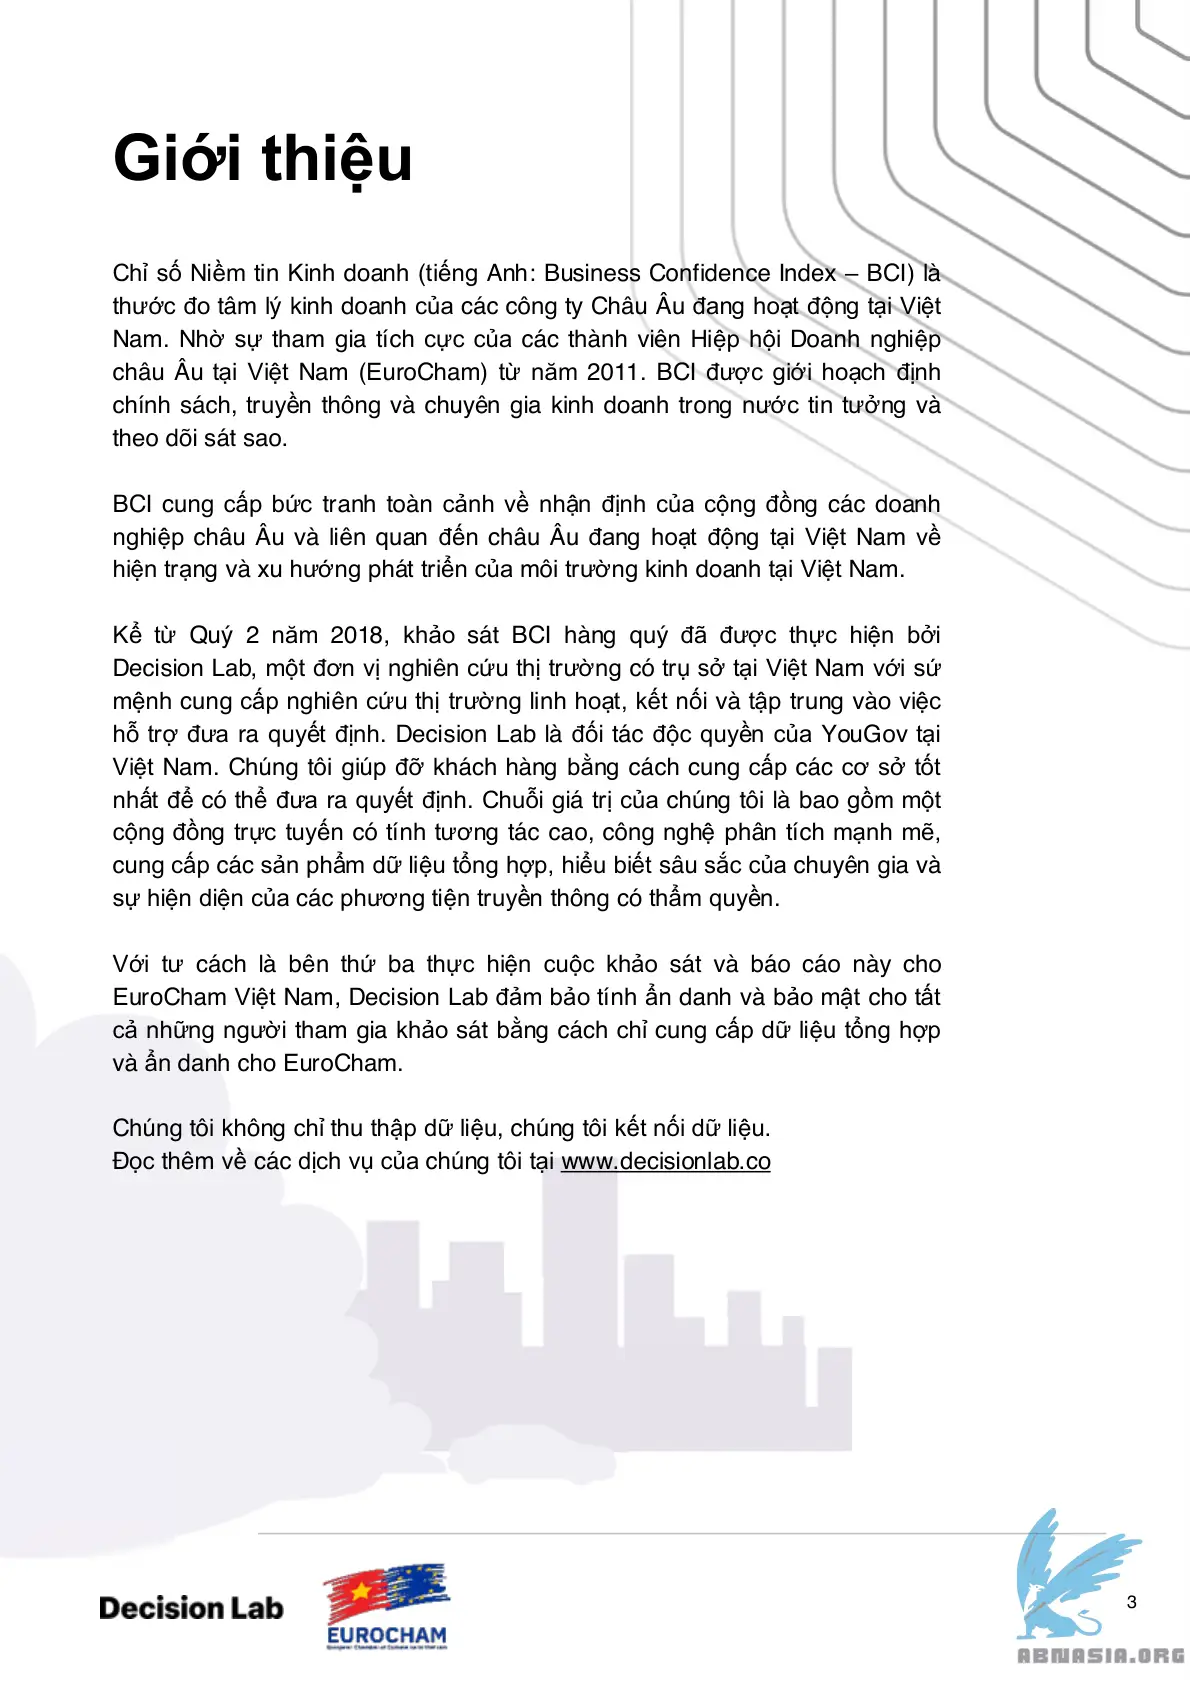 Giới thiệu
Chỉ số Niềm tin Kinh doanh (tiếng Anh: Business Confidence Index – BCI) là
thước đo tâm lý kinh doanh của các công ty Châu Âu đang hoạt động tại Việt
Nam. Nhờ sự tham gia tích cực của các thành viên Hiệp hội Doanh nghiệp
châu Âu tại Việt Nam (EuroCham) từ năm 2011. BCI được giới hoạch định
chính sách, truyền thông và chuyên gia kinh doanh trong nước tin tưởng và
theo dõi sát sao.
BCI cung cấp bức tranh toàn cảnh về nhận định của cộng đồng các doanh
nghiệp châu Âu và liên quan đến châu Âu đang hoạt động tại Việt Nam về
hiện trạng và xu hướng phát triển của môi trường kinh doanh tại Việt Nam.
Kể từ Quý 2 năm 2018, khảo sát BCI hàng quý đã được thực hiện bởi
Decision Lab, một đơn vị nghiên cứu thị trường có trụ sở tại Việt Nam với sứ
mệnh cung cấp nghiên cứu thị trường linh hoạt, kết nối và tập trung vào việc
hỗ trợ đưa ra quyết định. Decision Lab là đối tác độc quyền của YouGov tại
Việt Nam. Chúng tôi giúp đỡ khách hàng bằng cách cung cấp các cơ sở tốt
nhất để có thể đưa ra quyết định. Chuỗi giá trị của chúng tôi là bao gồm một
cộng đồng trực tuyến có tính tương tác cao, công nghệ phân tích mạnh mẽ,
cung cấp các sản phẩm dữ liệu tổng hợp, hiểu biết sâu sắc của chuyên gia và
sự hiện diện của các phương tiện truyền thông có thẩm quyền.
Với tư cách là bên thứ ba thực hiện cuộc khảo sát và báo cáo này cho
EuroCham Việt Nam, Decision Lab đảm bảo tính ẩn danh và bảo mật cho tất
cả những người tham gia khảo sát bằng cách chỉ cung cấp dữ liệu tổng hợp
và ẩn danh cho EuroCham.
Chúng tôi không chỉ thu thập dữ liệu, chúng tôi kết nối dữ liệu.
Đọc thêm về các dịch vụ của chúng tôi tại www.decisionlab.co
Decision Lab
EUROCHAM
3
ABNASIA.ORG